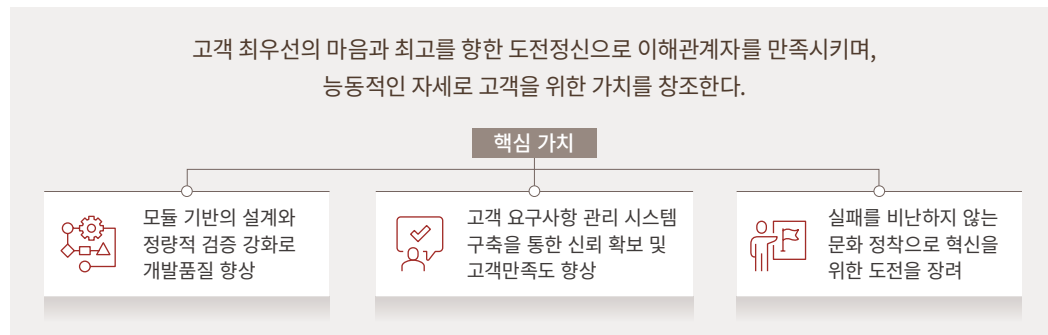 고객 최우선의 마음과 최고를 향한 도전정신으로 이해관계자를 만족시키며,
능동적인 자세로 고객을 위한 가치를 창조한다.
핵심 가치
모듈 기반의 설계와
정량적 검증 강화로
개발품질 향상
고객 요구사항 관리 시스템
구축을 통한 신뢰 확보 및
고객만족도 향상
실패를 비난하지 않는
문화 정착으로 혁신을
위한 도전을 장려